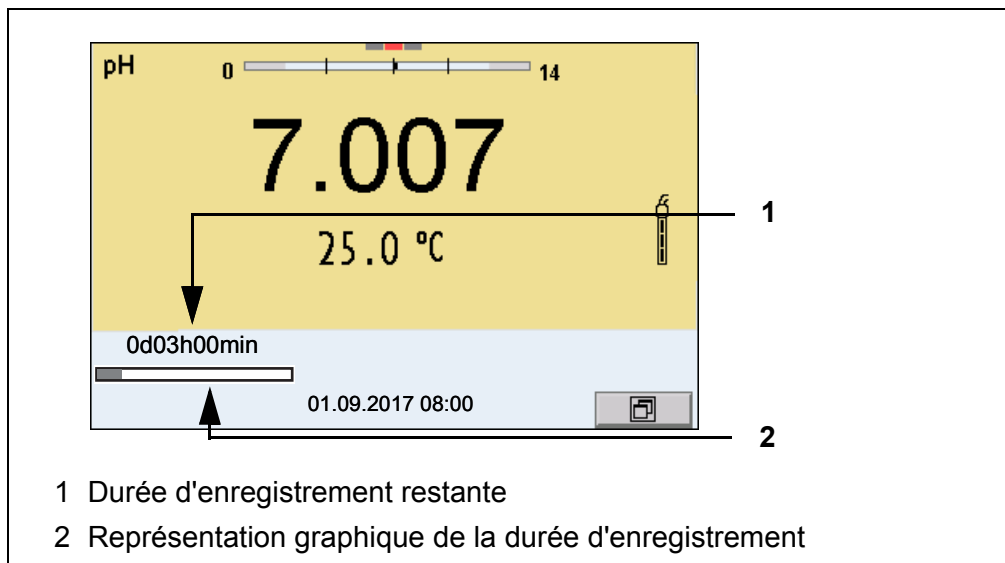 pH
0
14
7.007
1
25.0 °C
0d03h00min
01.09.2017 08:00
2
1 Durée d'enregistrement restante
2 Représentation graphique de la durée d'enregistrement